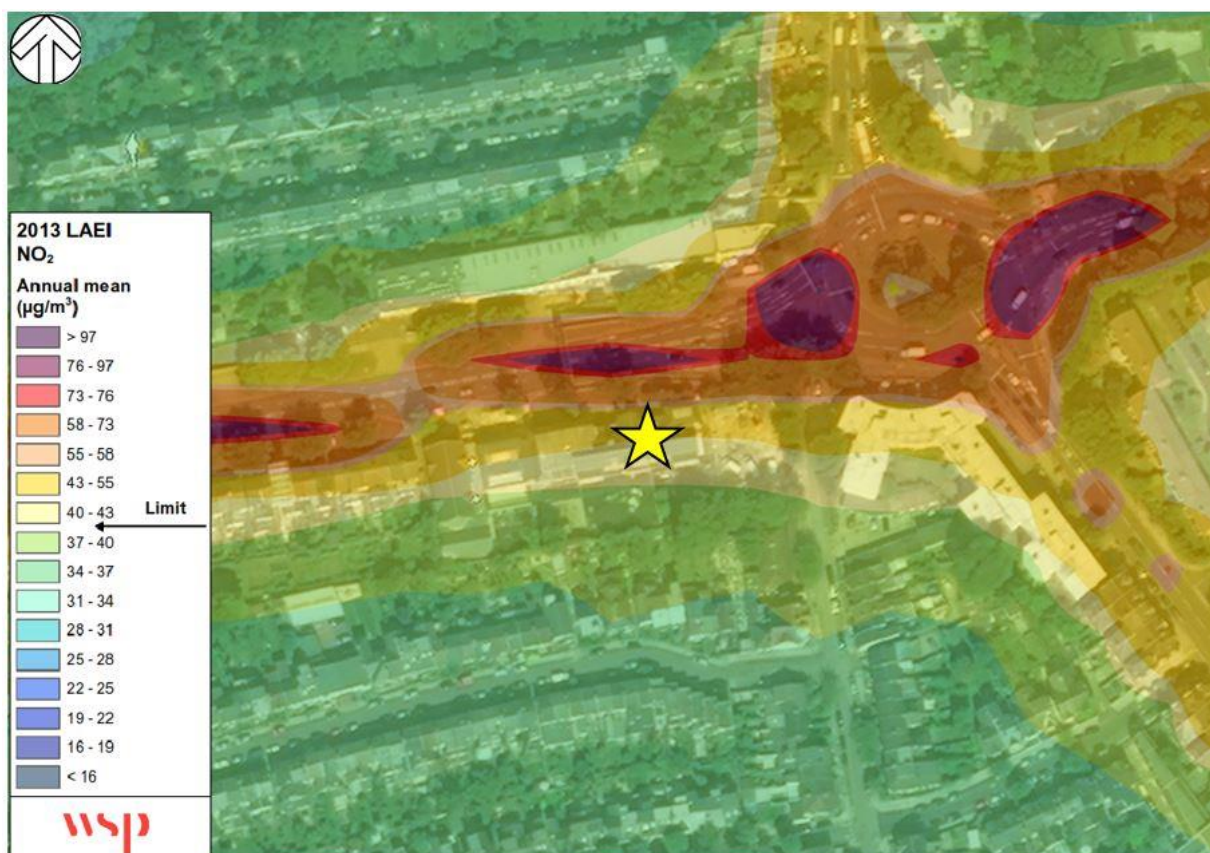 2013 LAEI
NO₂
Annual mean
(µg/m³)
> 97
76 - 97
73 - 76
58 - 73
55 - 58
43 - 55
40 - 43
Limit
37 - 40
34 - 37
31 - 34
28 - 31
25 - 28
22 - 25
19 - 22
16 - 19
< 16
wsp